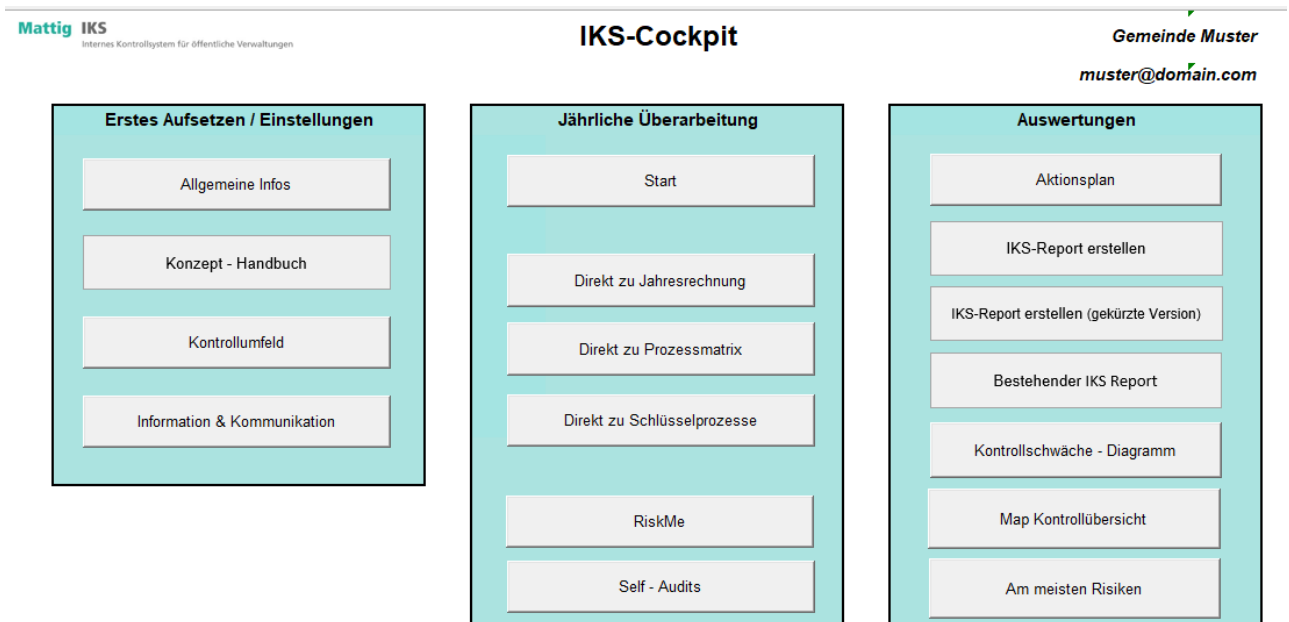 Mattig IKS
Internes Kontrollsystem für öffentliche Verwaltungen
IKS-Cockpit
Gemeinde Muster
muster@domain.com
Erstes Aufsetzen / Einstellungen
Allgemeine Infos
Konzept - Handbuch
Kontrollumfeld
Information & Kommunikation
Jährliche Überarbeitung
Start
Direkt zu Jahresrechnung
Direkt zu Prozessmatrix
Direkt zu Schlüsselprozesse
RiskMe
Self - Audits
Auswertungen
Aktionsplan
IKS-Report erstellen
IKS-Report erstellen (gekürzte Version)
Bestehender IKS Report
Kontrollschwäche - Diagramm
Map Kontrollübersicht
Am meisten Risiken